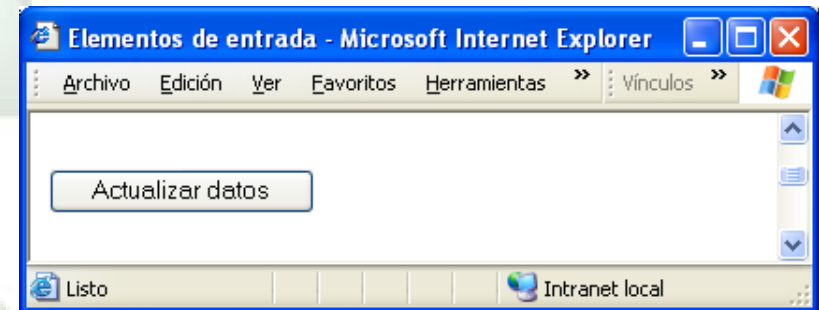 Elementos de entrada - Microsoft Internet Explorer
Archivo Edición Ver Favoritos Herramientas » Vínculos »
Actualizar datos
Listo Intranet local